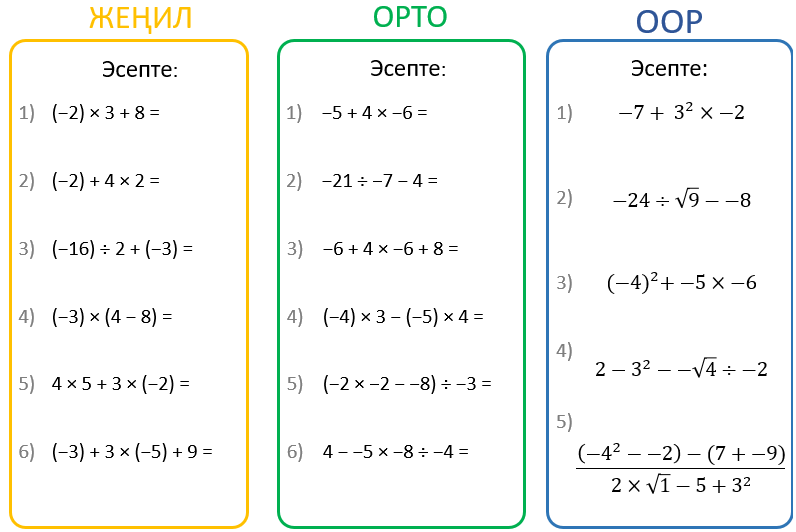 ЖЕҢИЛ
Эсепте:
1) (–2) × 3 + 8 =
2) (–2) + 4 × 2 =
3) (–16) ÷ 2 + (–3) =
4) (–3) × (4 – 8) =
5) 4 × 5 + 3 × (–2) =
6) (–3) + 3 × (–5) + 9 =
ОРТО
Эсепте:
1) –5 + 4 × –6 =
2) –21 ÷ –7 – 4 =
3) –6 + 4 × –6 + 8 =
4) (–4) × 3 – (–5) × 4 =
5) (–2 × –2 – –8) ÷ –3 =
6) 4 – –5 × –8 ÷ –4 =
ООР
Эсепте:
1) −7 + 3² × −2
2) −24 ÷ √9 − −8
3) (−4)² + −5 × −6
4) 2 − 3² − −√4 ÷ −2
5)
(−4² − −2) − (7 + −9)
2 × √1 − 5 + 3²